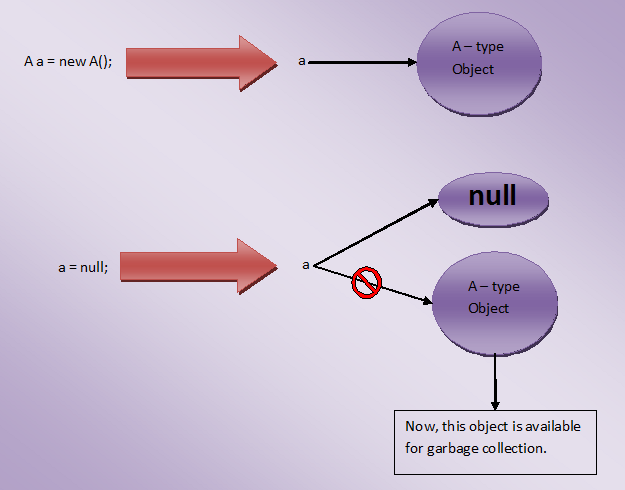 A a = new A();
a
A – type
Object
null
a = null;
a
A – type
Object
Now, this object is available
for garbage collection.